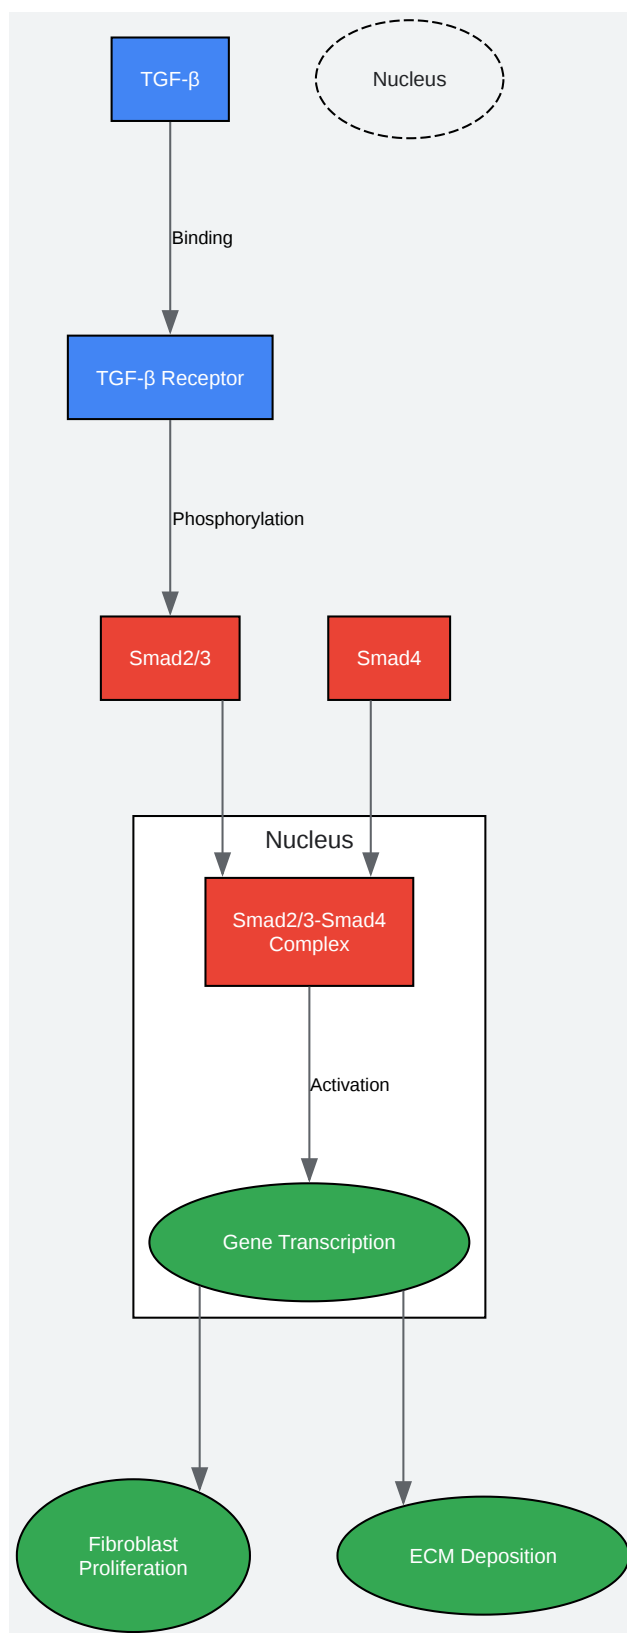 TGF-β
Nucleus
Binding
TGF-β Receptor
Phosphorylation
Smad2/3
Smad4
Nucleus
Smad2/3-Smad4
Complex
Activation
Gene Transcription
Fibroblast
Proliferation
ECM Deposition